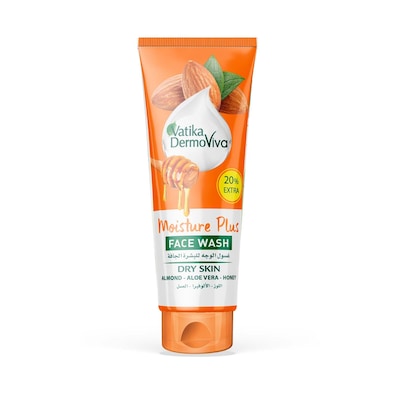 Vatika
DermoViva
20%
EXTRA
Moisture Plus
FACE WASH
غسول الوجه للبشرة الجافة
DRY SKIN
ALMOND - ALOE VERA - HONEY
اللوز - الألوفيرا - العسل